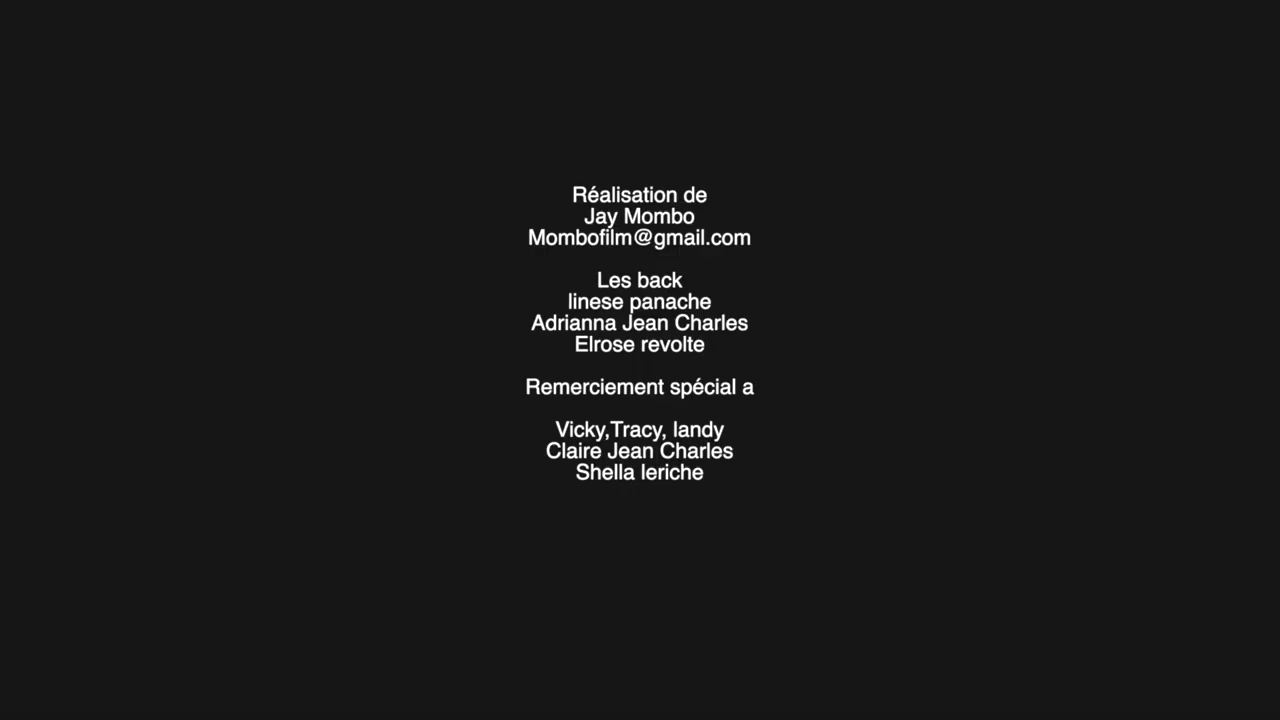 Réalisation de
Jay Mombo
Mombofilm@gmail.com
Les back
linese panache
Adrianna Jean Charles
Elrose revolte
Remerciement spécial a
Vicky,Tracy, landy
Claire Jean Charles
Shella leriche